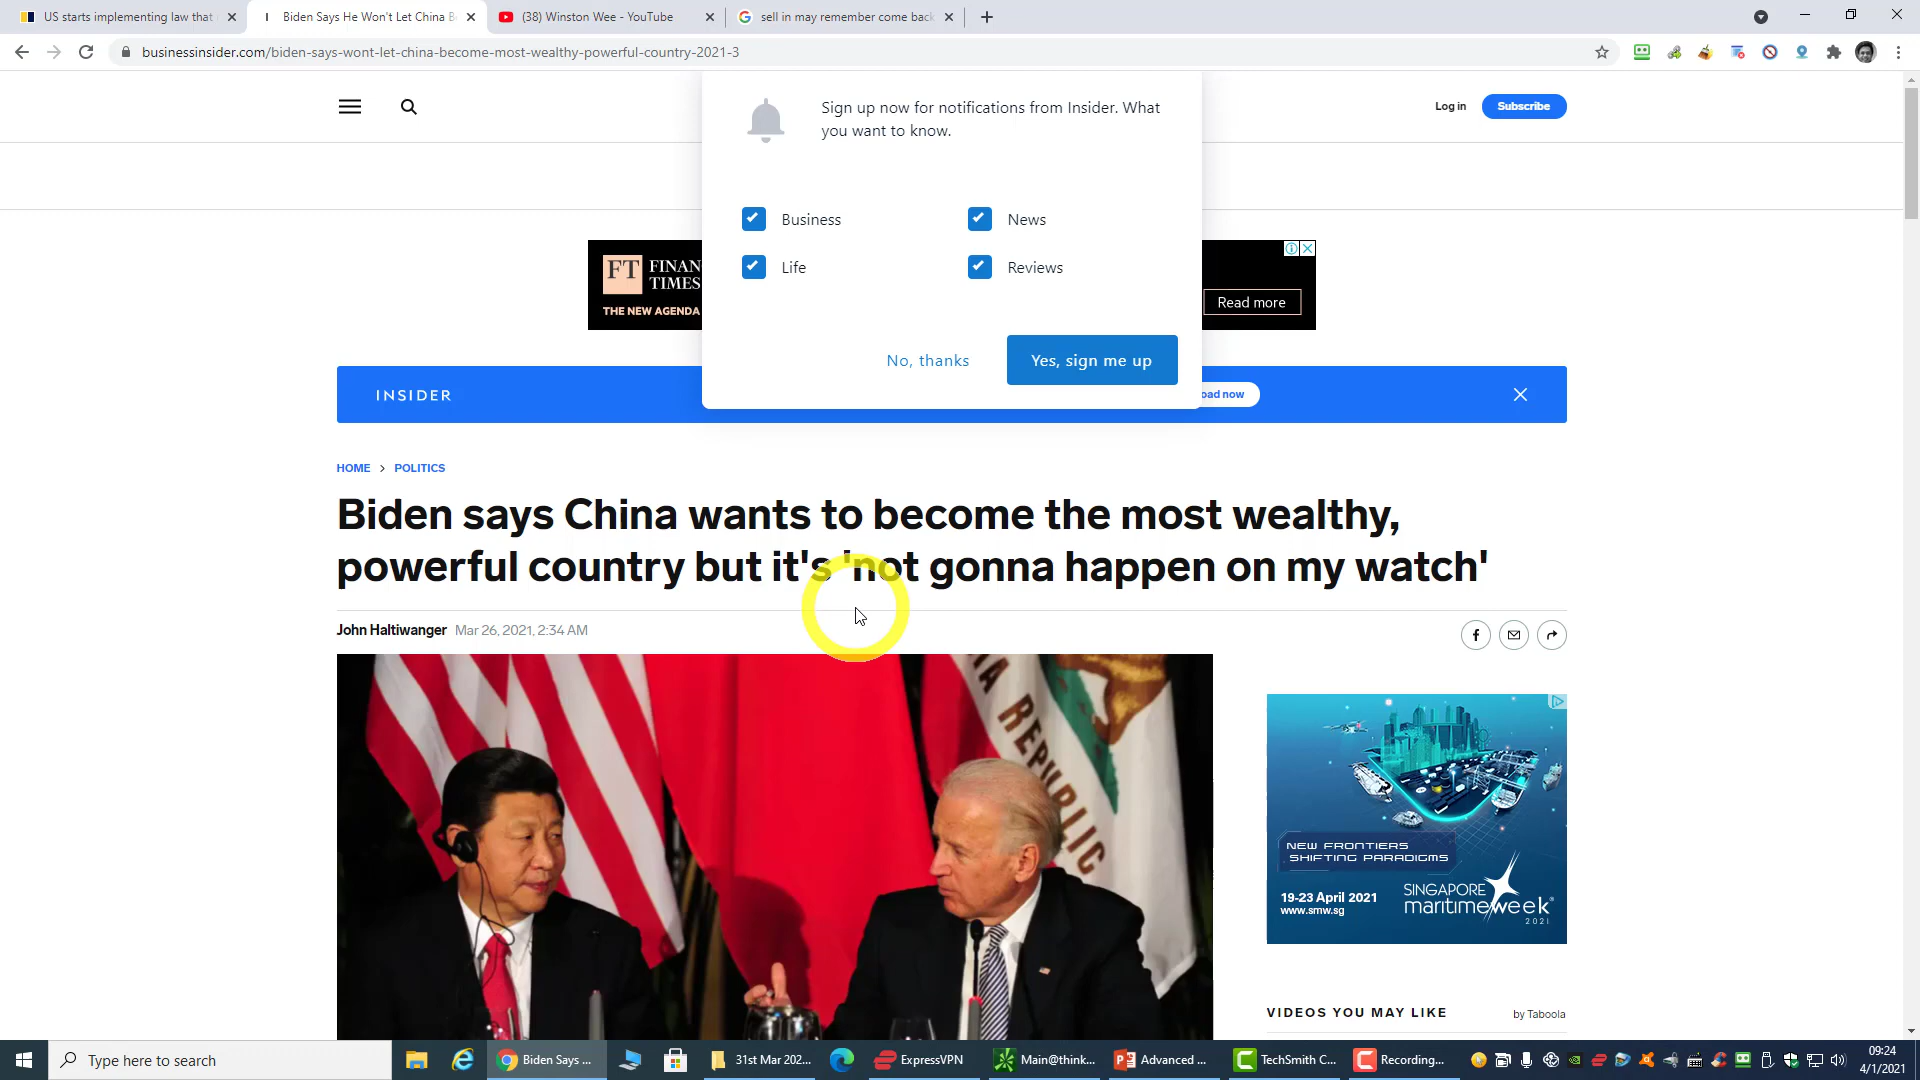 US starts implementing law that
Biden Says He Won't Let China B
(38) Winston Wee - YouTube
sell in may remember come back
businessinsider.com/biden-says-wont-let-china-become-most-wealthy-powerful-country-2021-3
Log in
Subscribe
Sign up now for notifications from Insider. What
you want to know.
Business
News
Life
Reviews
No, thanks
Yes, sign me up
FT
FINAN
TIMES
THE NEW AGENDA
Read more
INSIDER
oad now
HOME > POLITICS
Biden says China wants to become the most wealthy,
powerful country but it's 'not gonna happen on my watch'
John Haltiwanger Mar 26, 2021, 2:34 AM
REPUBLIC
NEW FRONTIERS
SHIFTING PARADIGMS
19-23 April 2021
www.smw.sg
SINGAPORE
maritimeweek
2021
VIDEOS YOU MAY LIKE
by Taboola
Type here to search
Biden Says ...
31st Mar 202...
ExpressVPN
Main@think...
Advanced ...
TechSmith C...
Recording...
09:24
4/1/2021